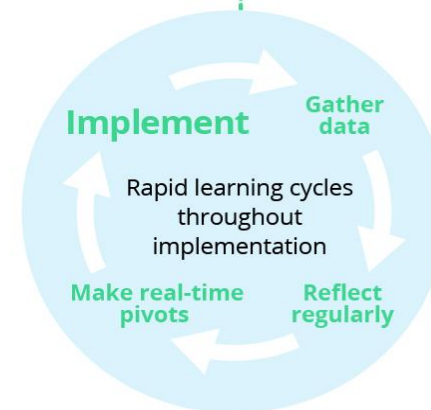 Implement
Gather
data
Rapid learning cycles
throughout
implementation
Make real-time
pivots
Reflect
regularly